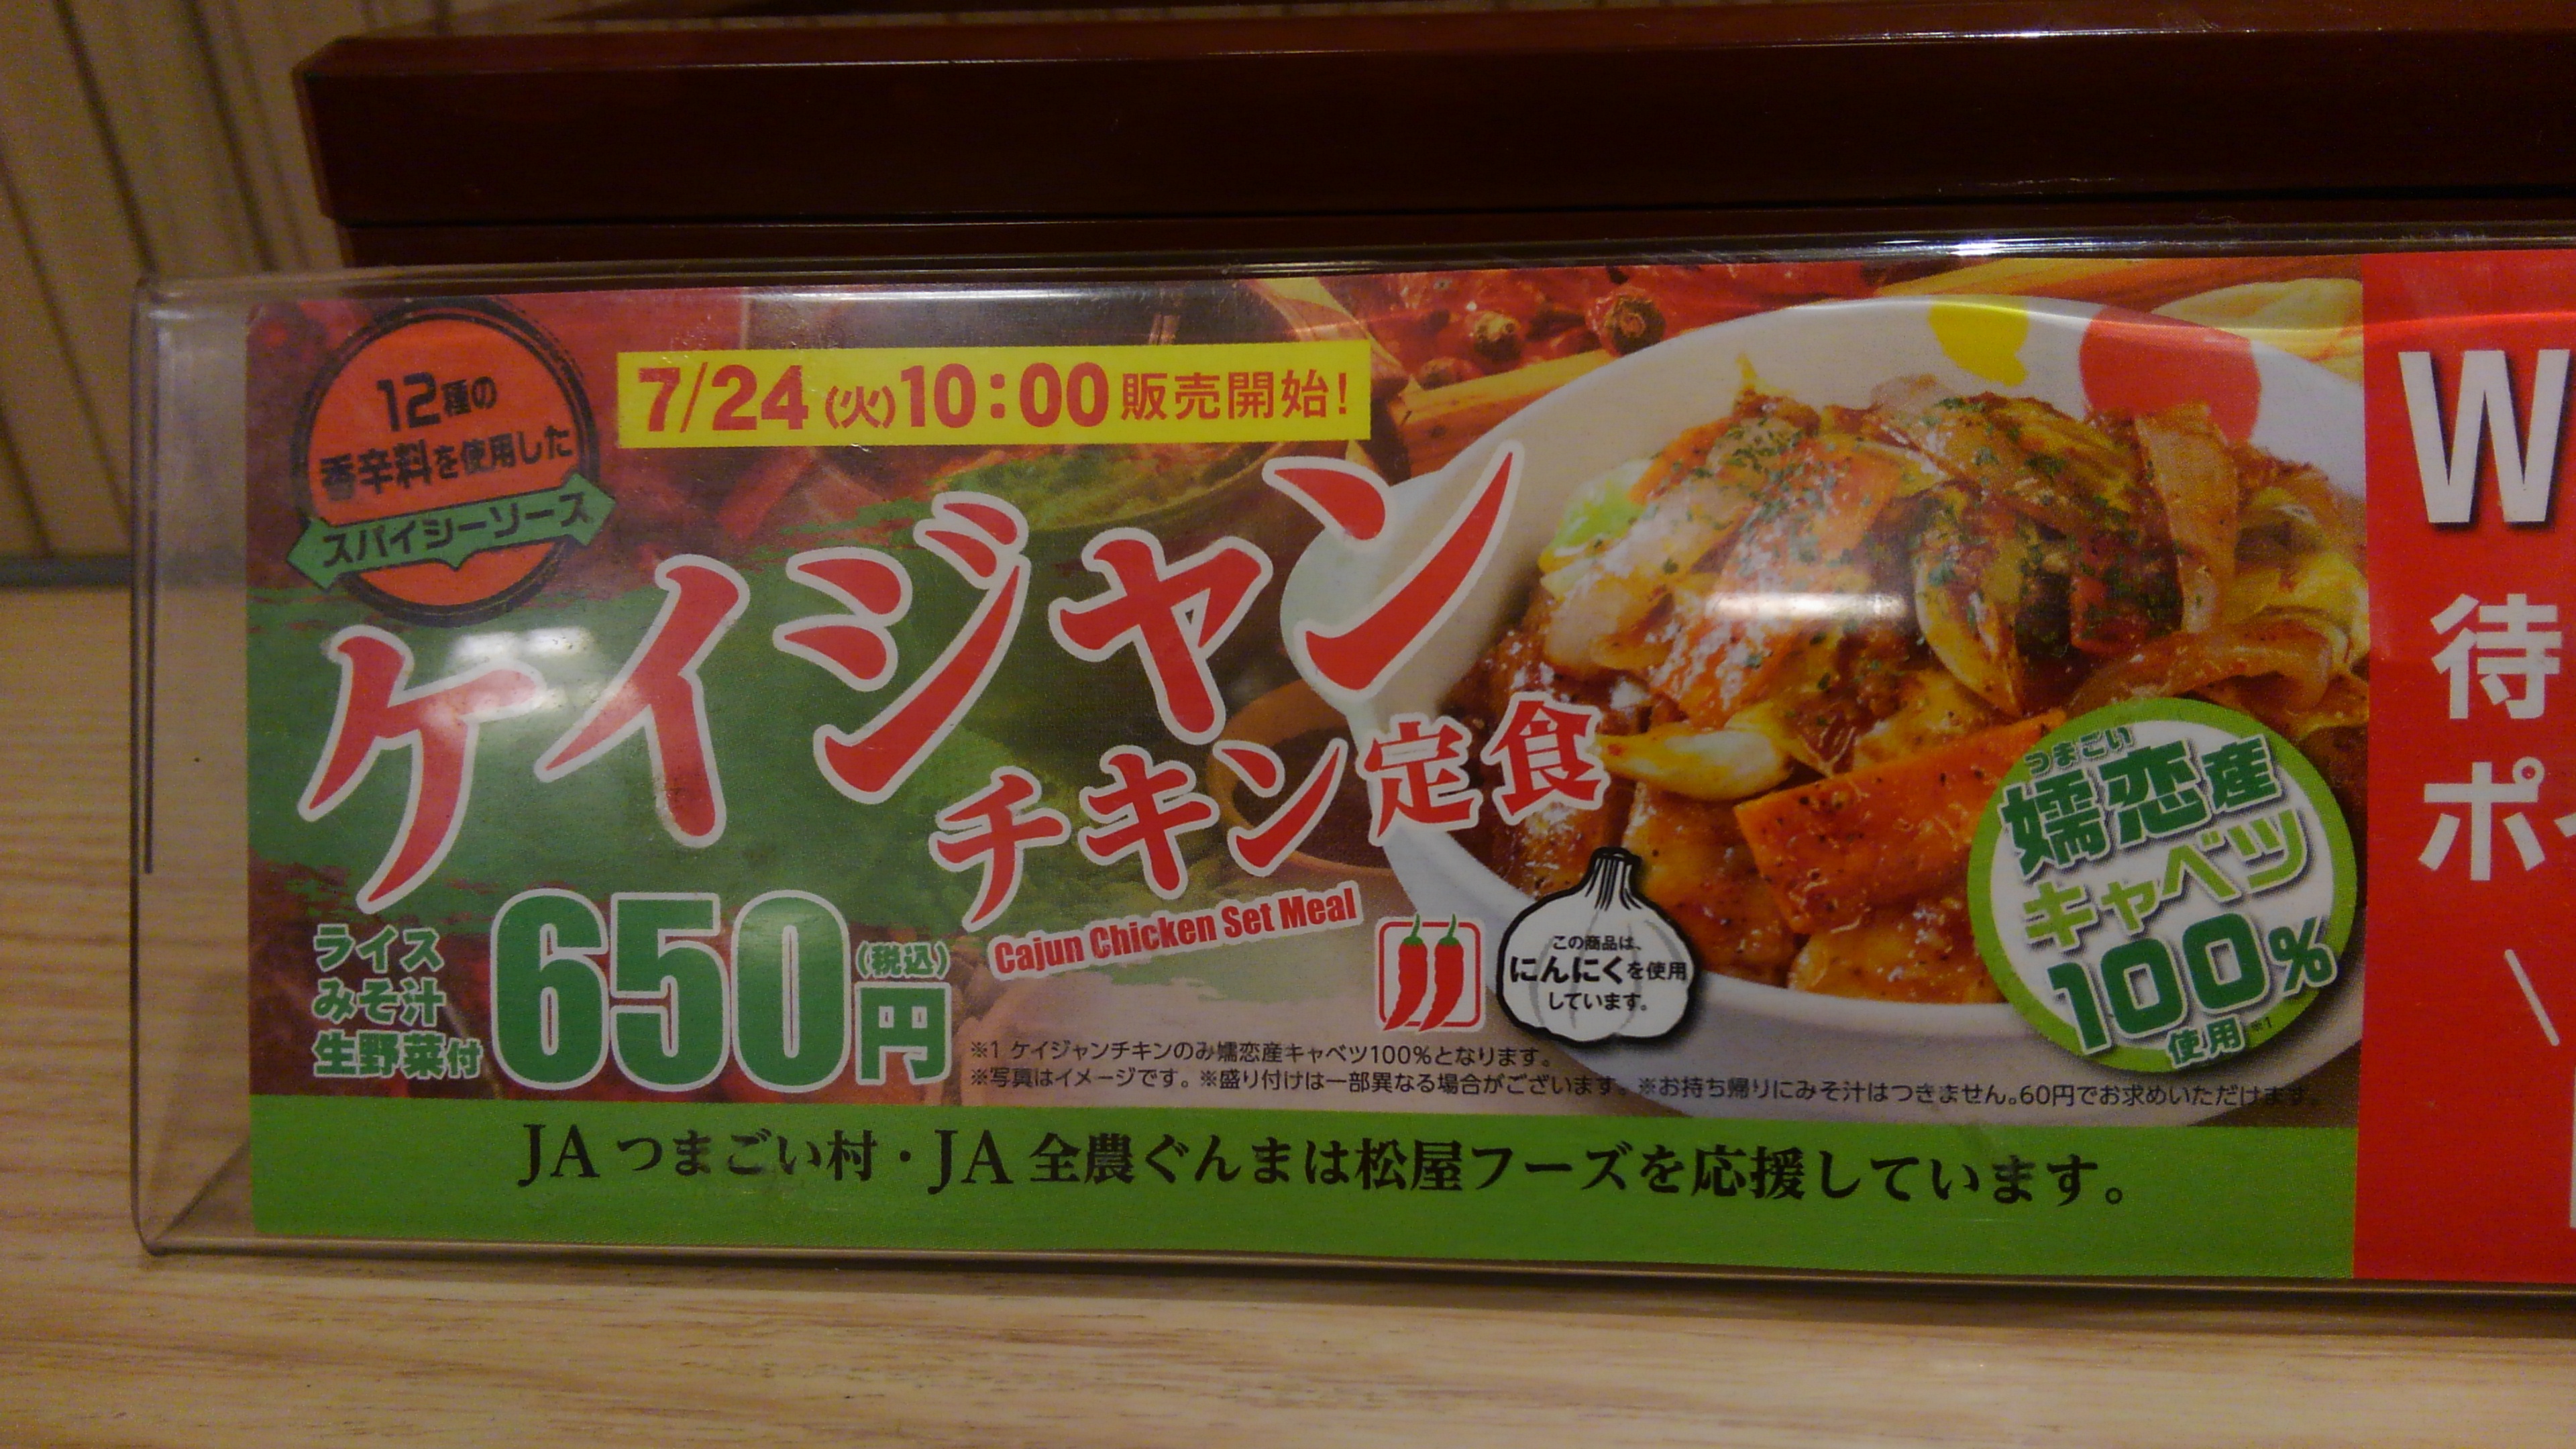 12種の
香辛料を使用した
スパイシーソース
7/24(火)10:00販売開始!
ケイジャン
チキン定食
Cajun Chicken Set Meal
ライス
みそ汁
生野菜付
650円(税込)
この商品は、
にんにくを使用
しています。
つまごい
嬬恋産
キャベツ
100%
使用※1
※1 ケイジャンチキンのみ嬬恋産キャベツ100%となります。
※写真はイメージです。※盛り付けは一部異なる場合がございます。※お持ち帰りにみそ汁はつきません。60円でお求めいただけます。
JAつまごい村・JA全農ぐんまは松屋フーズを応援しています。
W
待
ポ